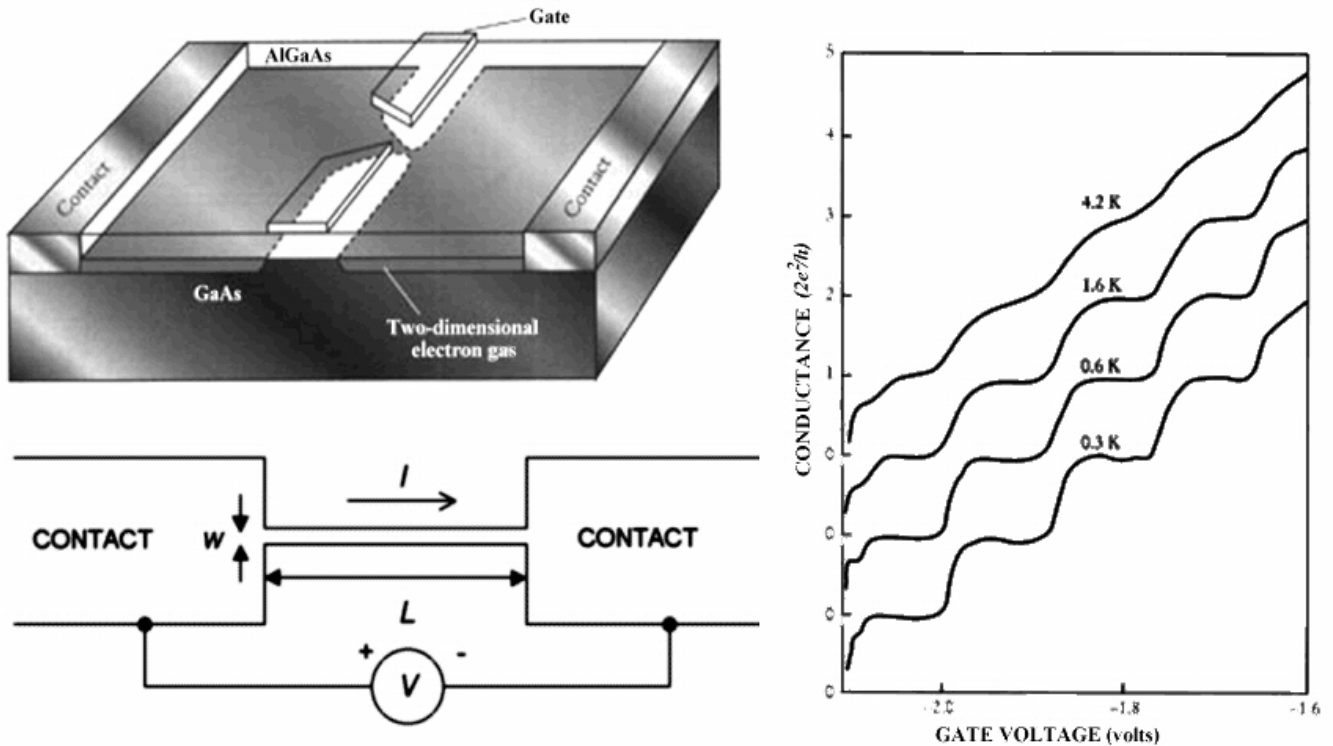 Gate
AlGaAs
Contact
Contact
GaAs
Two-dimensional
electron gas
CONTACT
W
I
CONTACT
L
+
-
V
CONDUCTANCE (2e²/h)
5
4
3
2
1
0
0
0
0
4.2 K
1.6 K
0.6 K
0.3 K
-2.0
-1.8
-1.6
GATE VOLTAGE (volts)